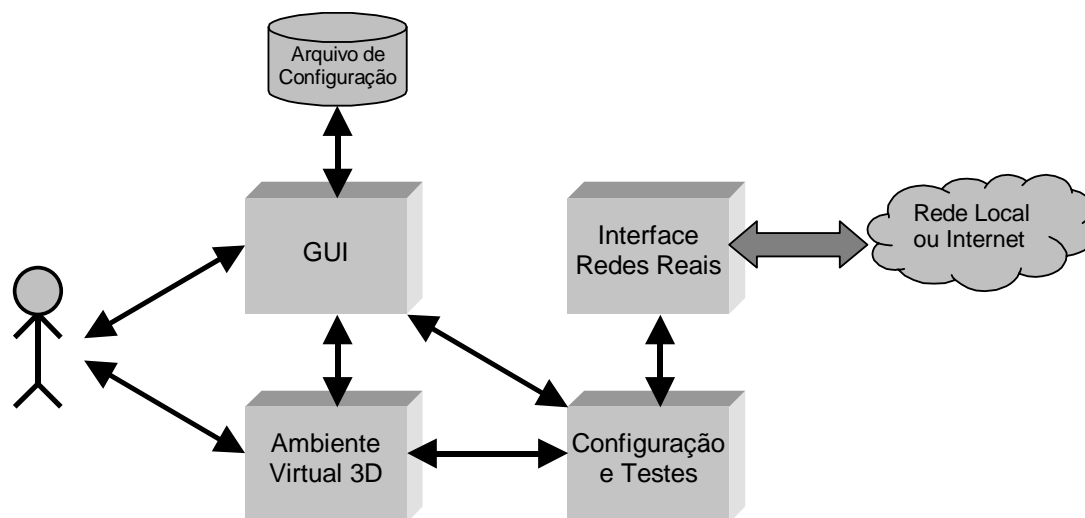 Arquivo de
Configuração
GUI
Interface
Redes Reais
Rede Local
ou Internet
Ambiente
Virtual 3D
Configuração
e Testes